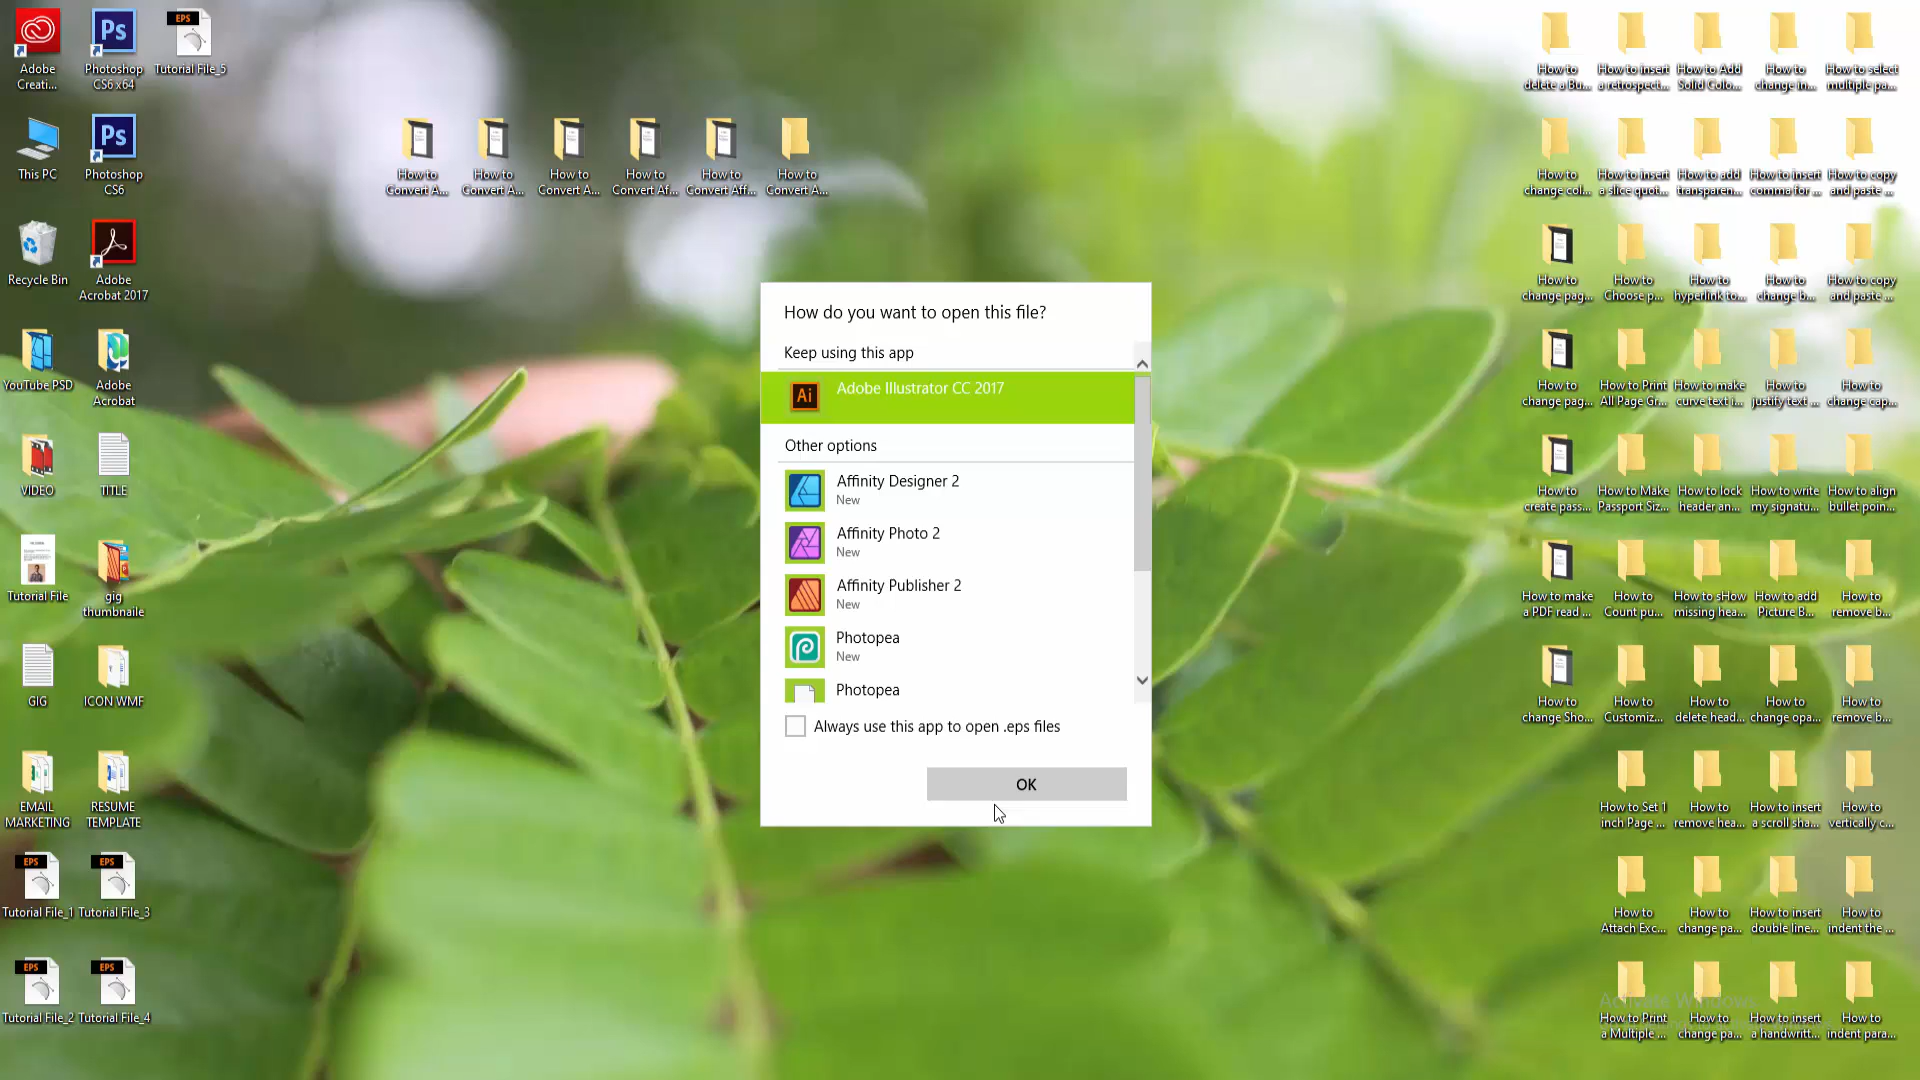 Adobe
Creati...
Photoshop
CS6 x64
EPS
Tutorial File_5
This PC
Photoshop
CS6
Recycle Bin
Adobe
Acrobat 2017
YouTube PSD
Adobe
Acrobat
VIDEO
TITLE
Tutorial File
gig
thumbnaile
GIG
ICON WMF
EMAIL
MARKETING
RESUME
TEMPLATE
EPS
Tutorial File_1
EPS
Tutorial File_3
EPS
Tutorial File_2
EPS
Tutorial File_4
How to
Convert A...
How to
Convert A...
How to
Convert A...
How to
Convert Af...
How to
Convert Aff...
How to
Convert A...
How do you want to open this file?
Keep using this app
Ai
Adobe Illustrator CC 2017
Other options
Affinity Designer 2
New
Affinity Photo 2
New
Affinity Publisher 2
New
Photopea
New
Photopea
Always use this app to open .eps files
OK
How to
delete a Bu...
How to insert
a retrospect...
How to Add
Solid Colo...
How to
change in...
How to select
multiple pa...
How to
change col...
How to insert
a slice quot...
How to add
transparen...
How to insert
comma for ...
How to copy
and paste ...
How to
change pag...
How to
Choose p...
How to
hyperlink to...
How to
change b...
How to copy
and paste ...
How to
change pag...
How to Print
All Page Gr...
How to make
curve text i...
How to
justify text ...
How to
change cap...
How to
create pass...
How to Make
Passport Siz...
How to lock
header an...
How to write
my signatu...
How to align
bullet poin...
How to make
a PDF read ...
How to
Count pu...
How to sHow
missing hea...
How to add
Picture B...
How to
remove b...
How to
change Sho...
How to
Customiz...
How to
delete head...
How to
change opa...
How to
remove b...
How to Set 1
inch Page ...
How to
remove hea...
How to insert
a scroll sha...
How to
vertically c...
How to
Attach Exc...
How to
change pa...
How to insert
double line...
How to
indent the ...
Activate Windows
How to Print
a Multiple ...
How to
change pa...
How to insert
a handwritt...
How to
indent para...